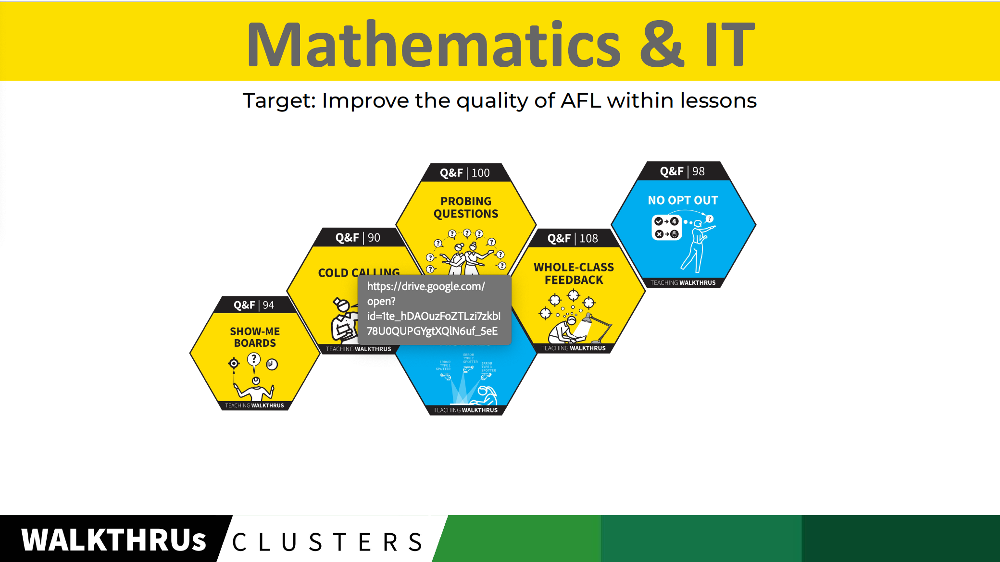 Mathematics & IT
Target: Improve the quality of AFL within lessons
Q&F | 100
PROBING
QUESTIONS
Q&F | 98
NO OPT OUT
4
TEACHING WALKTHRUS
Q&F | 90
COLD CALLING
TEACHING WALKTHRUS
https://drive.google.com/
open?
id=1te_hDAOuzFoZTLzi7zkbI
78U0QUPGYgtXQlN6uf_5eE
Q&F | 108
WHOLE-CLASS
FEEDBACK
TEACHING WALKTHRUS
Q&F | 94
SHOW-ME
BOARDS
?
TEACHING WALKTHRUS
ERROR
TYPE 1
SPOTTER
ERROR
TYPE 2
SPOTTER
ERROR
TYPE 3
SPOTTER
TEACHING WALKTHRUS
WALKTHRUs
CLUSTERS